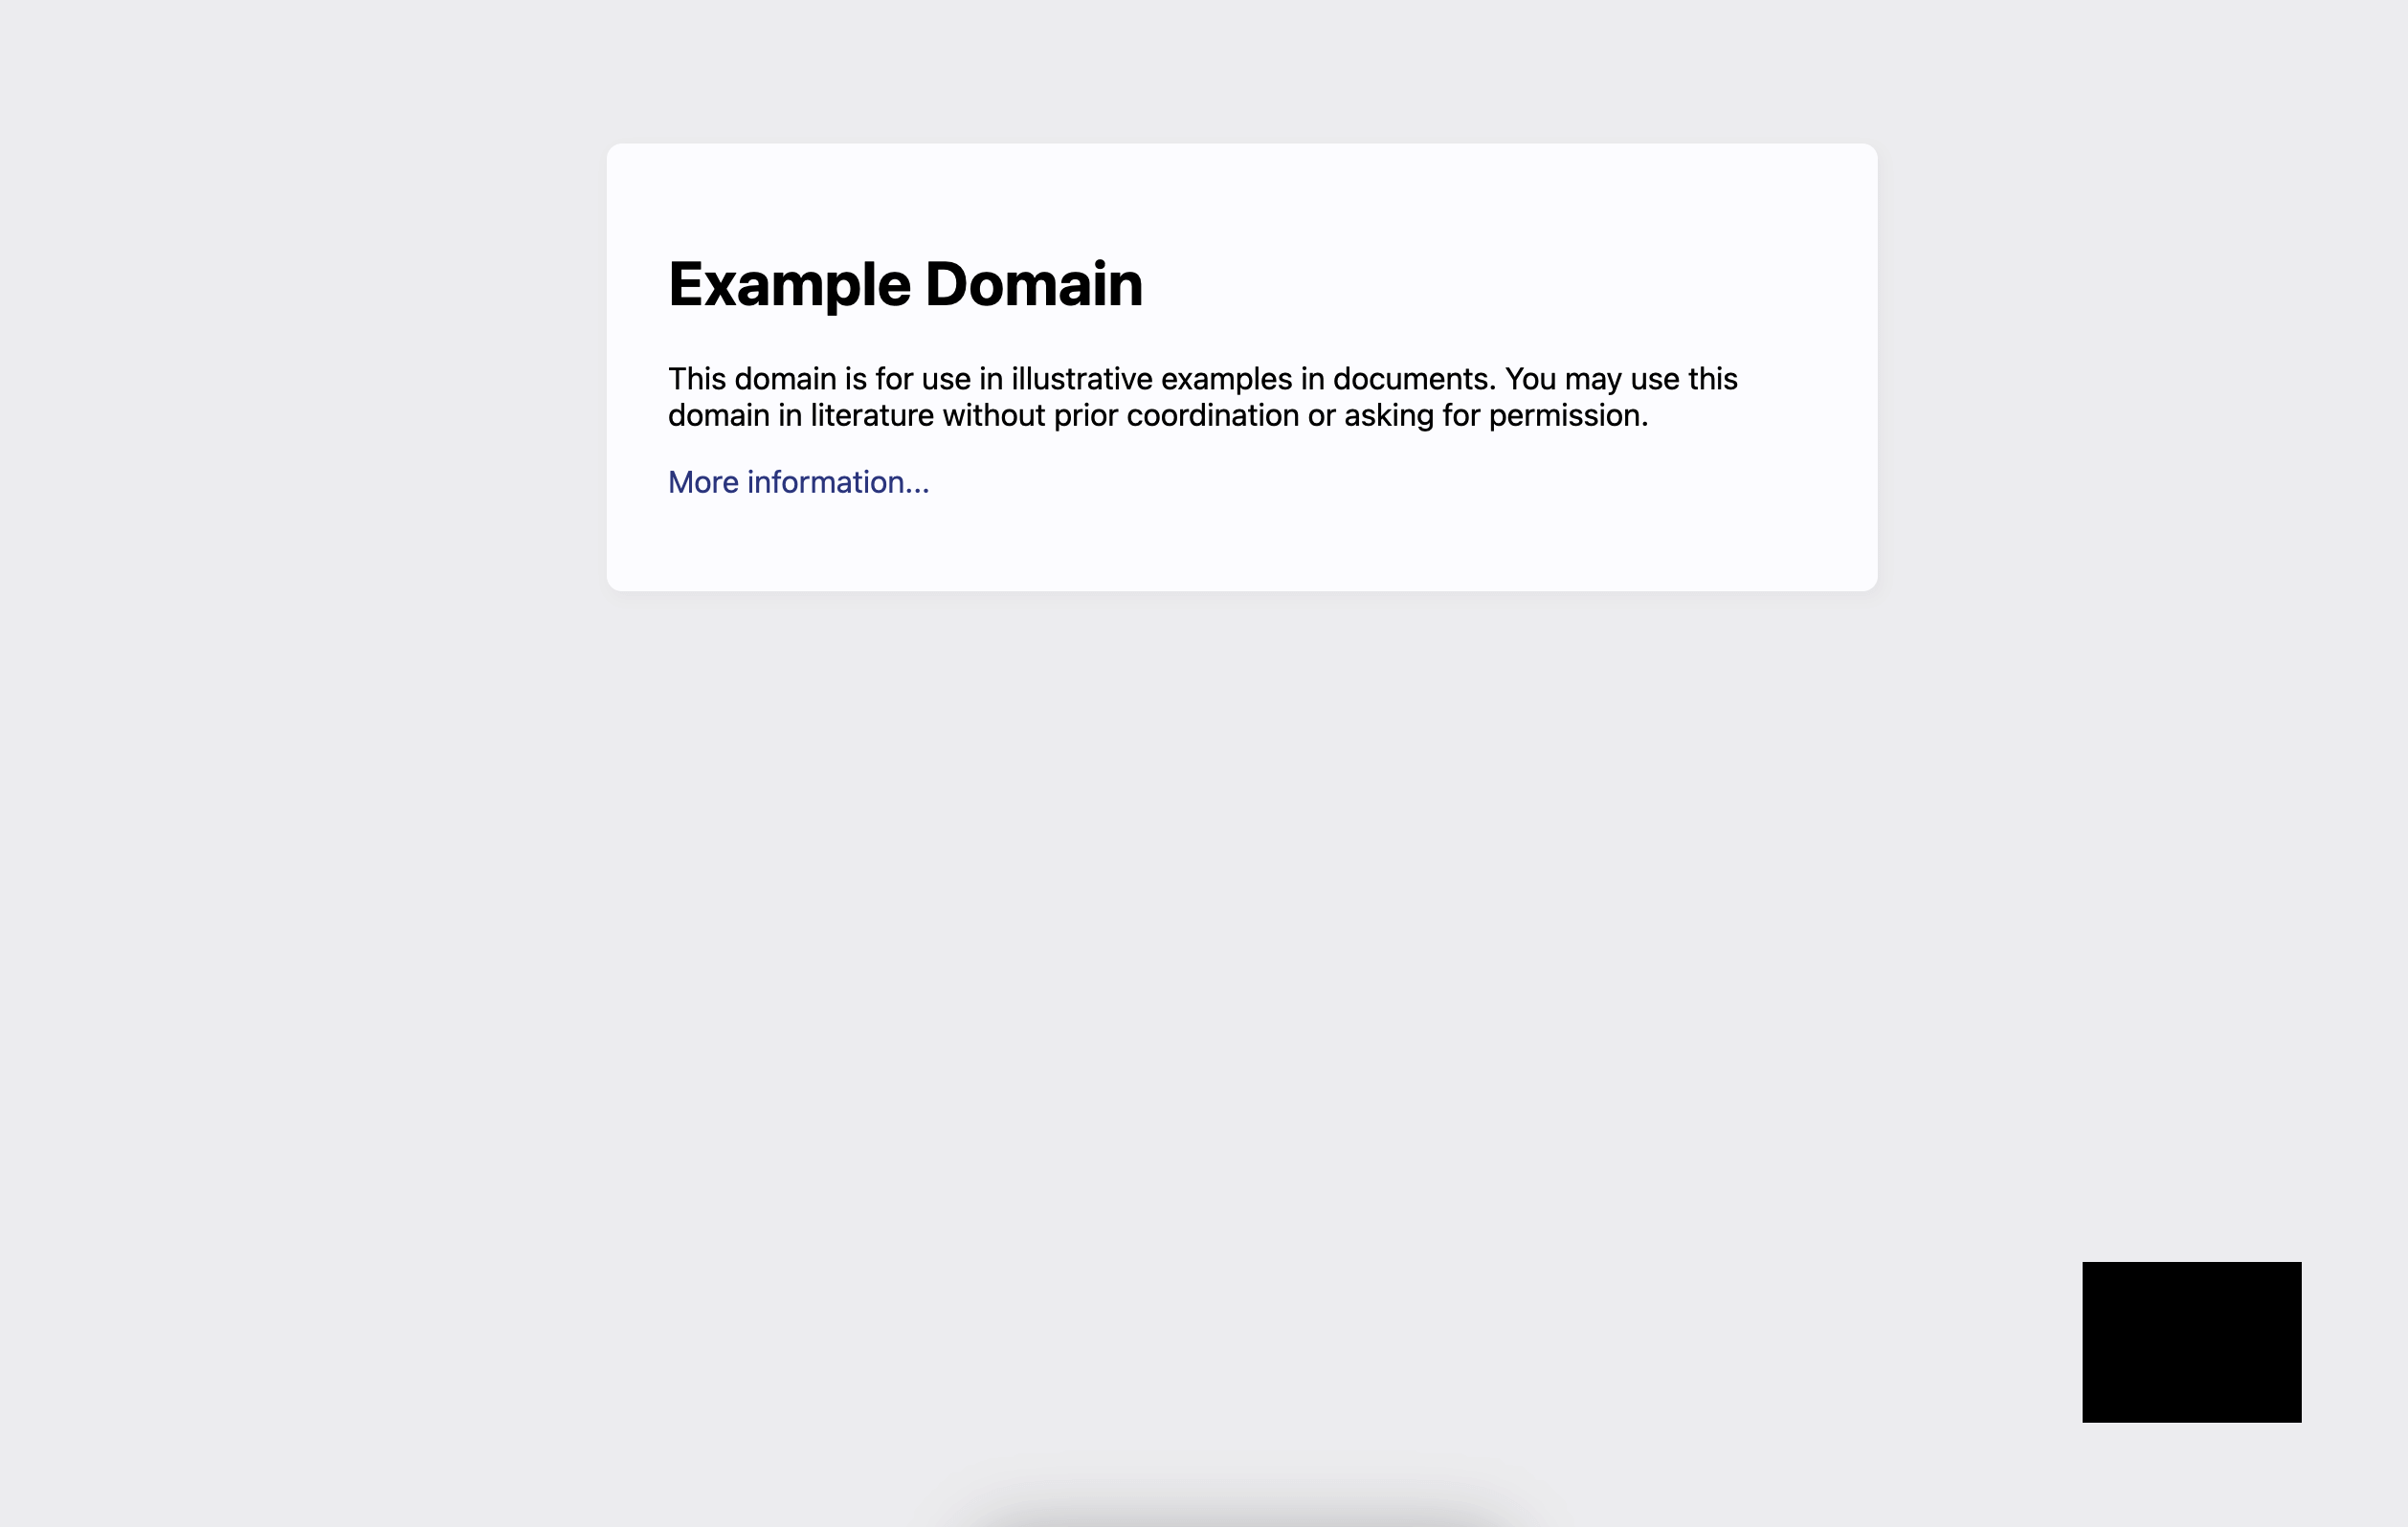 Example Domain
This domain is for use in illustrative examples in documents. You may use this
domain in literature without prior coordination or asking for permission.
More information...